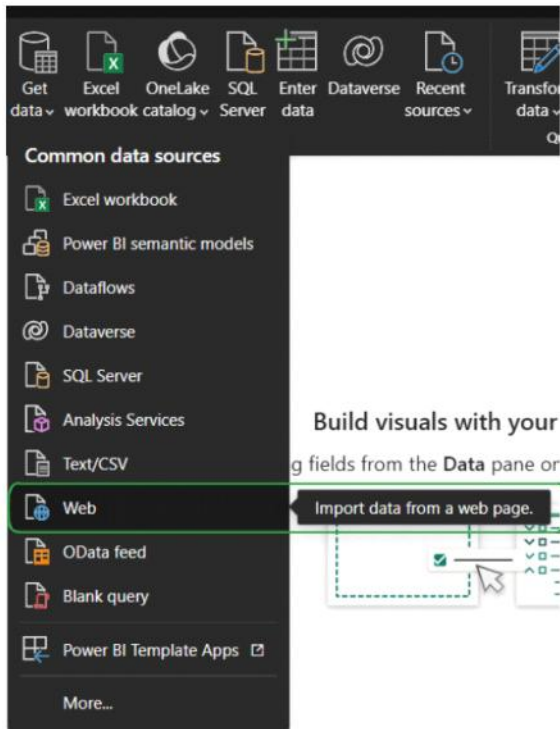 Get data
Excel workbook
OneLake catalog
SQL Server
Enter data
Dataverse
Recent sources
data
Common data sources
Excel workbook
Power BI semantic models
Dataflows
Dataverse
SQL Server
Analysis Services
Build visuals with your
Text/CSV
fields from the Data pane or
Web
Import data from a web page.
OData feed
Blank query
Power BI Template Apps
More...